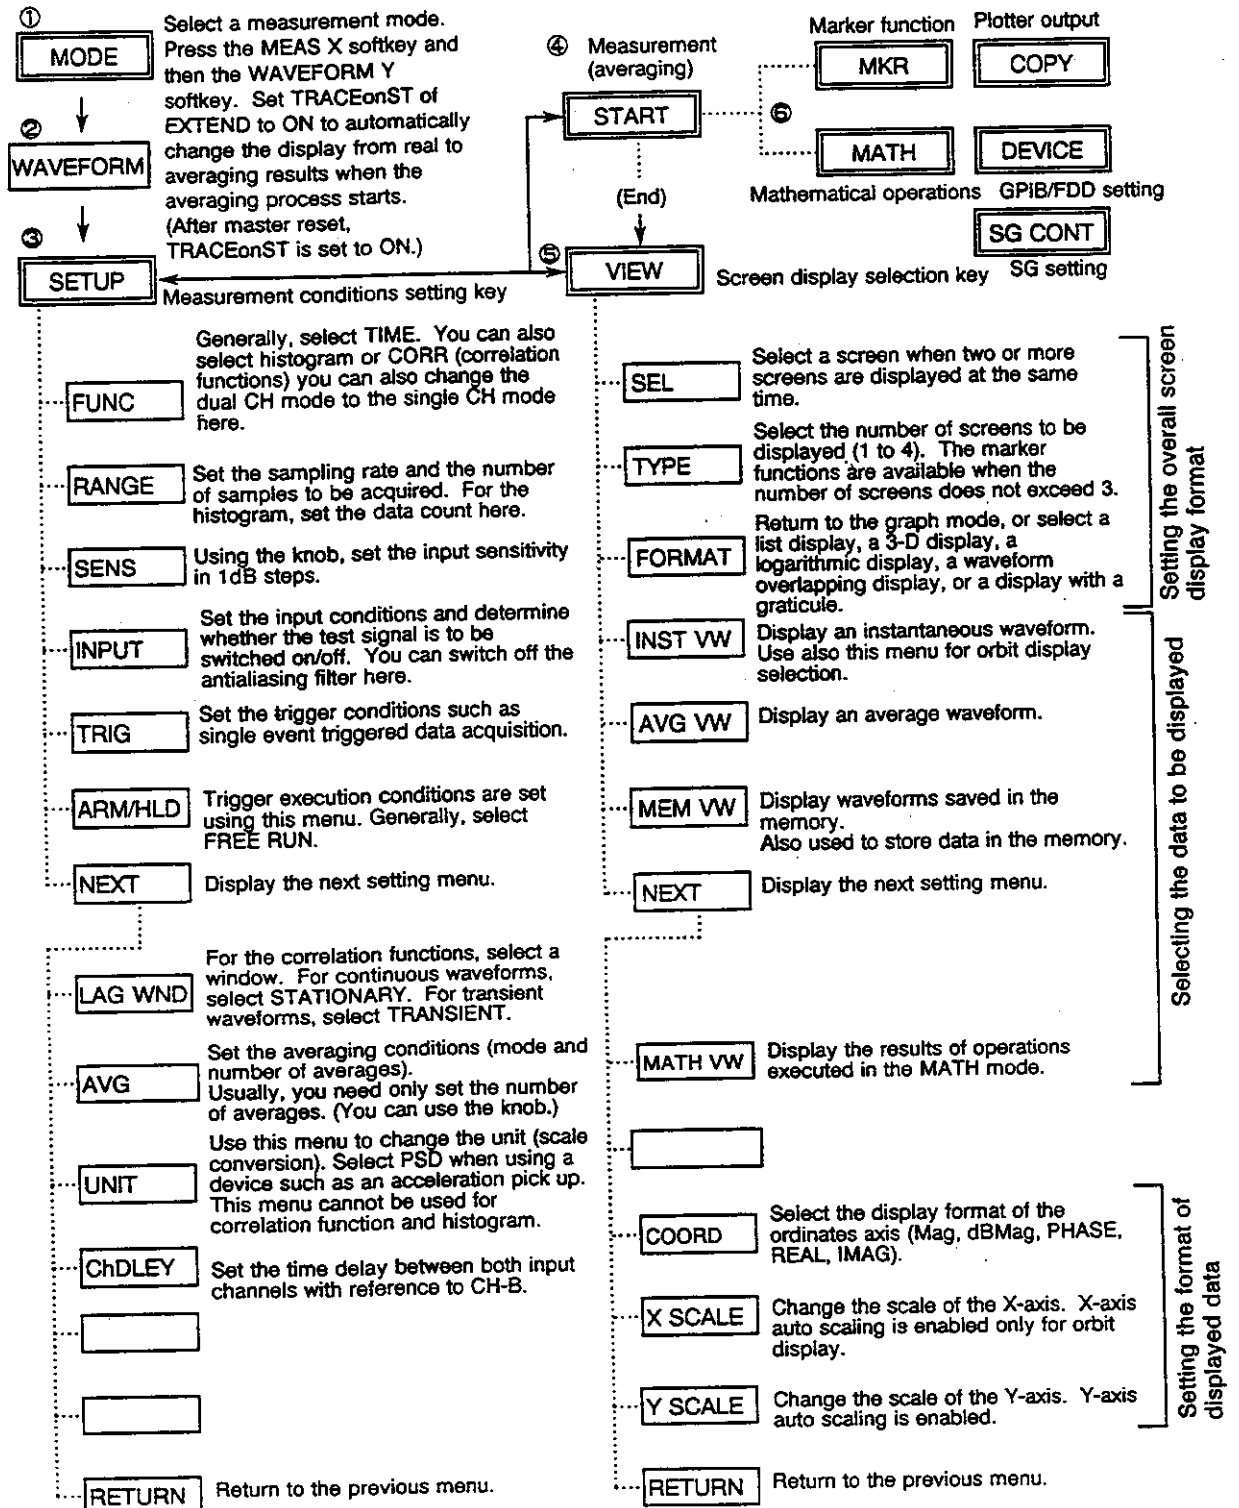 ①
MODE
Select a measurement mode.
Press the MEAS X softkey and
then the WAVEFORM Y
softkey. Set TRACEonST of
EXTEND to ON to automatically
change the display from real to
averaging results when the
averaging process starts.
(After master reset,
TRACEonST is set to ON.)
②
WAVEFORM
③
SETUP
Measurement conditions setting key
④ Measurement
(averaging)
START
(End)
⑤
VIEW
Screen display selection key
⑥
Marker function
MKR
Plotter output
COPY
MATH
Mathematical operations
DEVICE
GPIB/FDD setting
SG CONT
SG setting
FUNC
Generally, select TIME. You can also
select histogram or CORR (correlation
functions) you can also change the
dual CH mode to the single CH mode
here.
RANGE
Set the sampling rate and the number
of samples to be acquired. For the
histogram, set the data count here.
SENS
Using the knob, set the input sensitivity
in 1dB steps.
INPUT
Set the input conditions and determine
whether the test signal is to be
switched on/off. You can switch off the
antialiasing filter here.
TRIG
Set the trigger conditions such as
single event triggered data acquisition.
ARM/HLD
Trigger execution conditions are set
using this menu. Generally, select
FREE RUN.
NEXT
Display the next setting menu.
LAG WND
For the correlation functions, select a
window. For continuous waveforms,
select STATIONARY. For transient
waveforms, select TRANSIENT.
AVG
Set the averaging conditions (mode and
number of averages).
Usually, you need only set the number
of averages. (You can use the knob.)
UNIT
Use this menu to change the unit (scale
conversion). Select PSD when using a
device such as an acceleration pick up.
This menu cannot be used for
correlation function and histogram.
ChDLEY
Set the time delay between both input
channels with reference to CH-B.
RETURN
Return to the previous menu.
SEL
Select a screen when two or more
screens are displayed at the same
time.
TYPE
Select the number of screens to be
displayed (1 to 4). The marker
functions are available when the
number of screens does not exceed 3.
FORMAT
Return to the graph mode, or select a
list display, a 3-D display, a
logarithmic display, a waveform
overlapping display, or a display with a
graticule.
Setting the overall screen
display format
INST VW
Display an instantaneous waveform.
Use also this menu for orbit display
selection.
AVG VW
Display an average waveform.
MEM VW
Display waveforms saved in the
memory.
Also used to store data in the memory.
NEXT
Display the next setting menu.
MATH VW
Display the results of operations
executed in the MATH mode.
Selecting the data to be displayed
COORD
Select the display format of the
ordinates axis (Mag, dBMag, PHASE,
REAL, IMAG).
X SCALE
Change the scale of the X-axis. X-axis
auto scaling is enabled only for orbit
display.
Y SCALE
Change the scale of the Y-axis. Y-axis
auto scaling is enabled.
Setting the format of
displayed data
RETURN
Return to the previous menu.